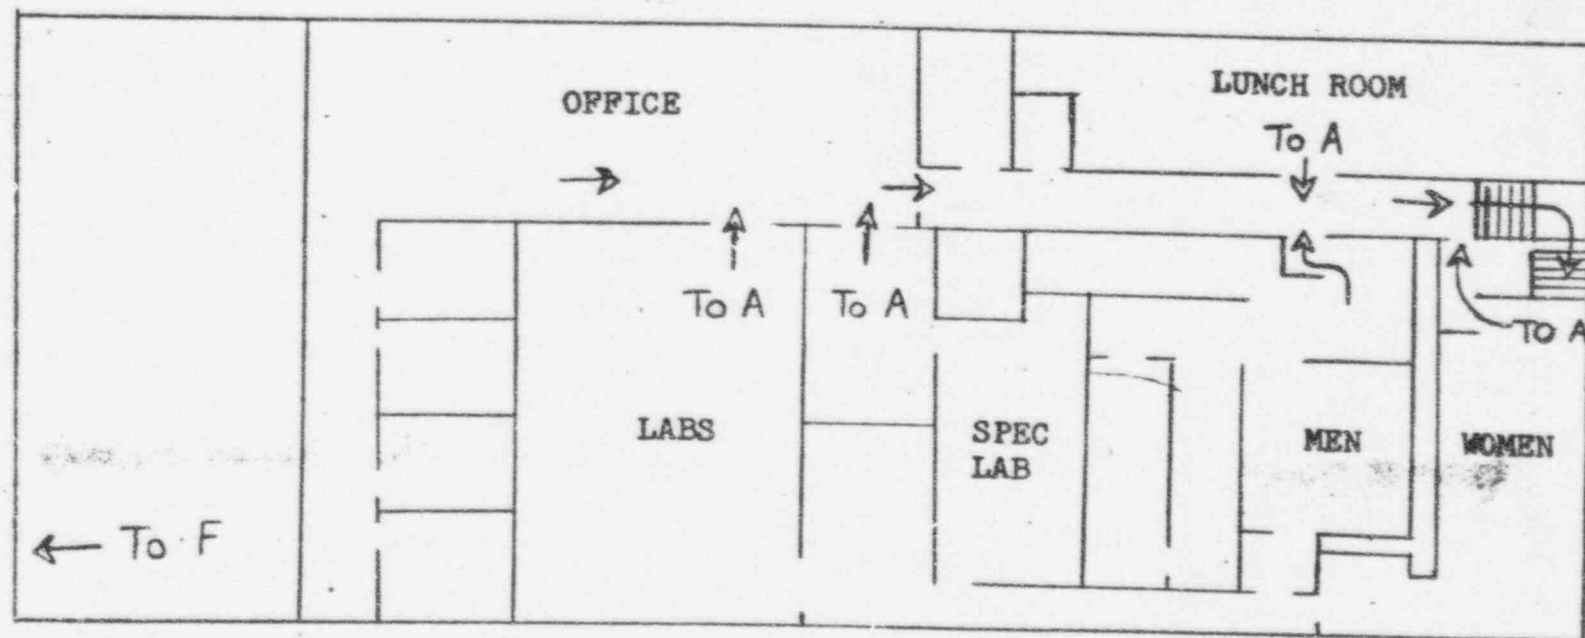 OFFICE
LUNCH ROOM
To A
To A
To A
To A
LABS
SPEC
LAB
MEN
WOMEN
To F